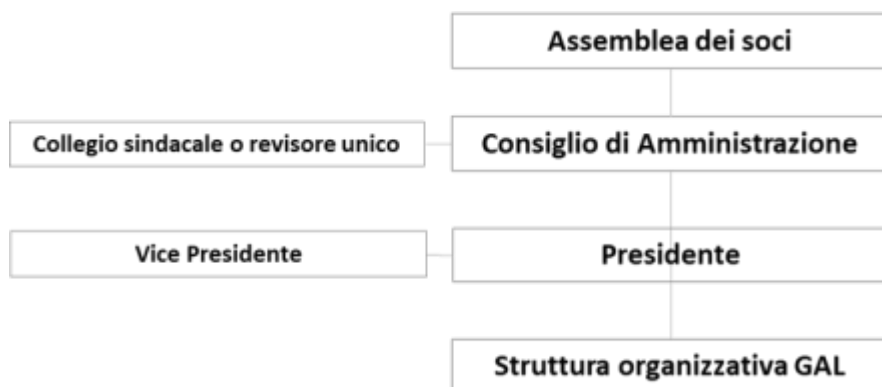 Assemblea dei soci
Collegio sindacale o revisore unico
Consiglio di Amministrazione
Vice Presidente
Presidente
Struttura organizzativa GAL